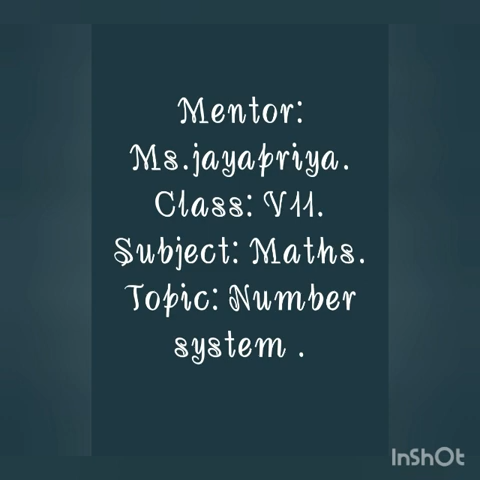 Mentor:
Ms.jayapriya.
Class: V11.
Subject: Maths.
Topic: Number
system .
InShOt